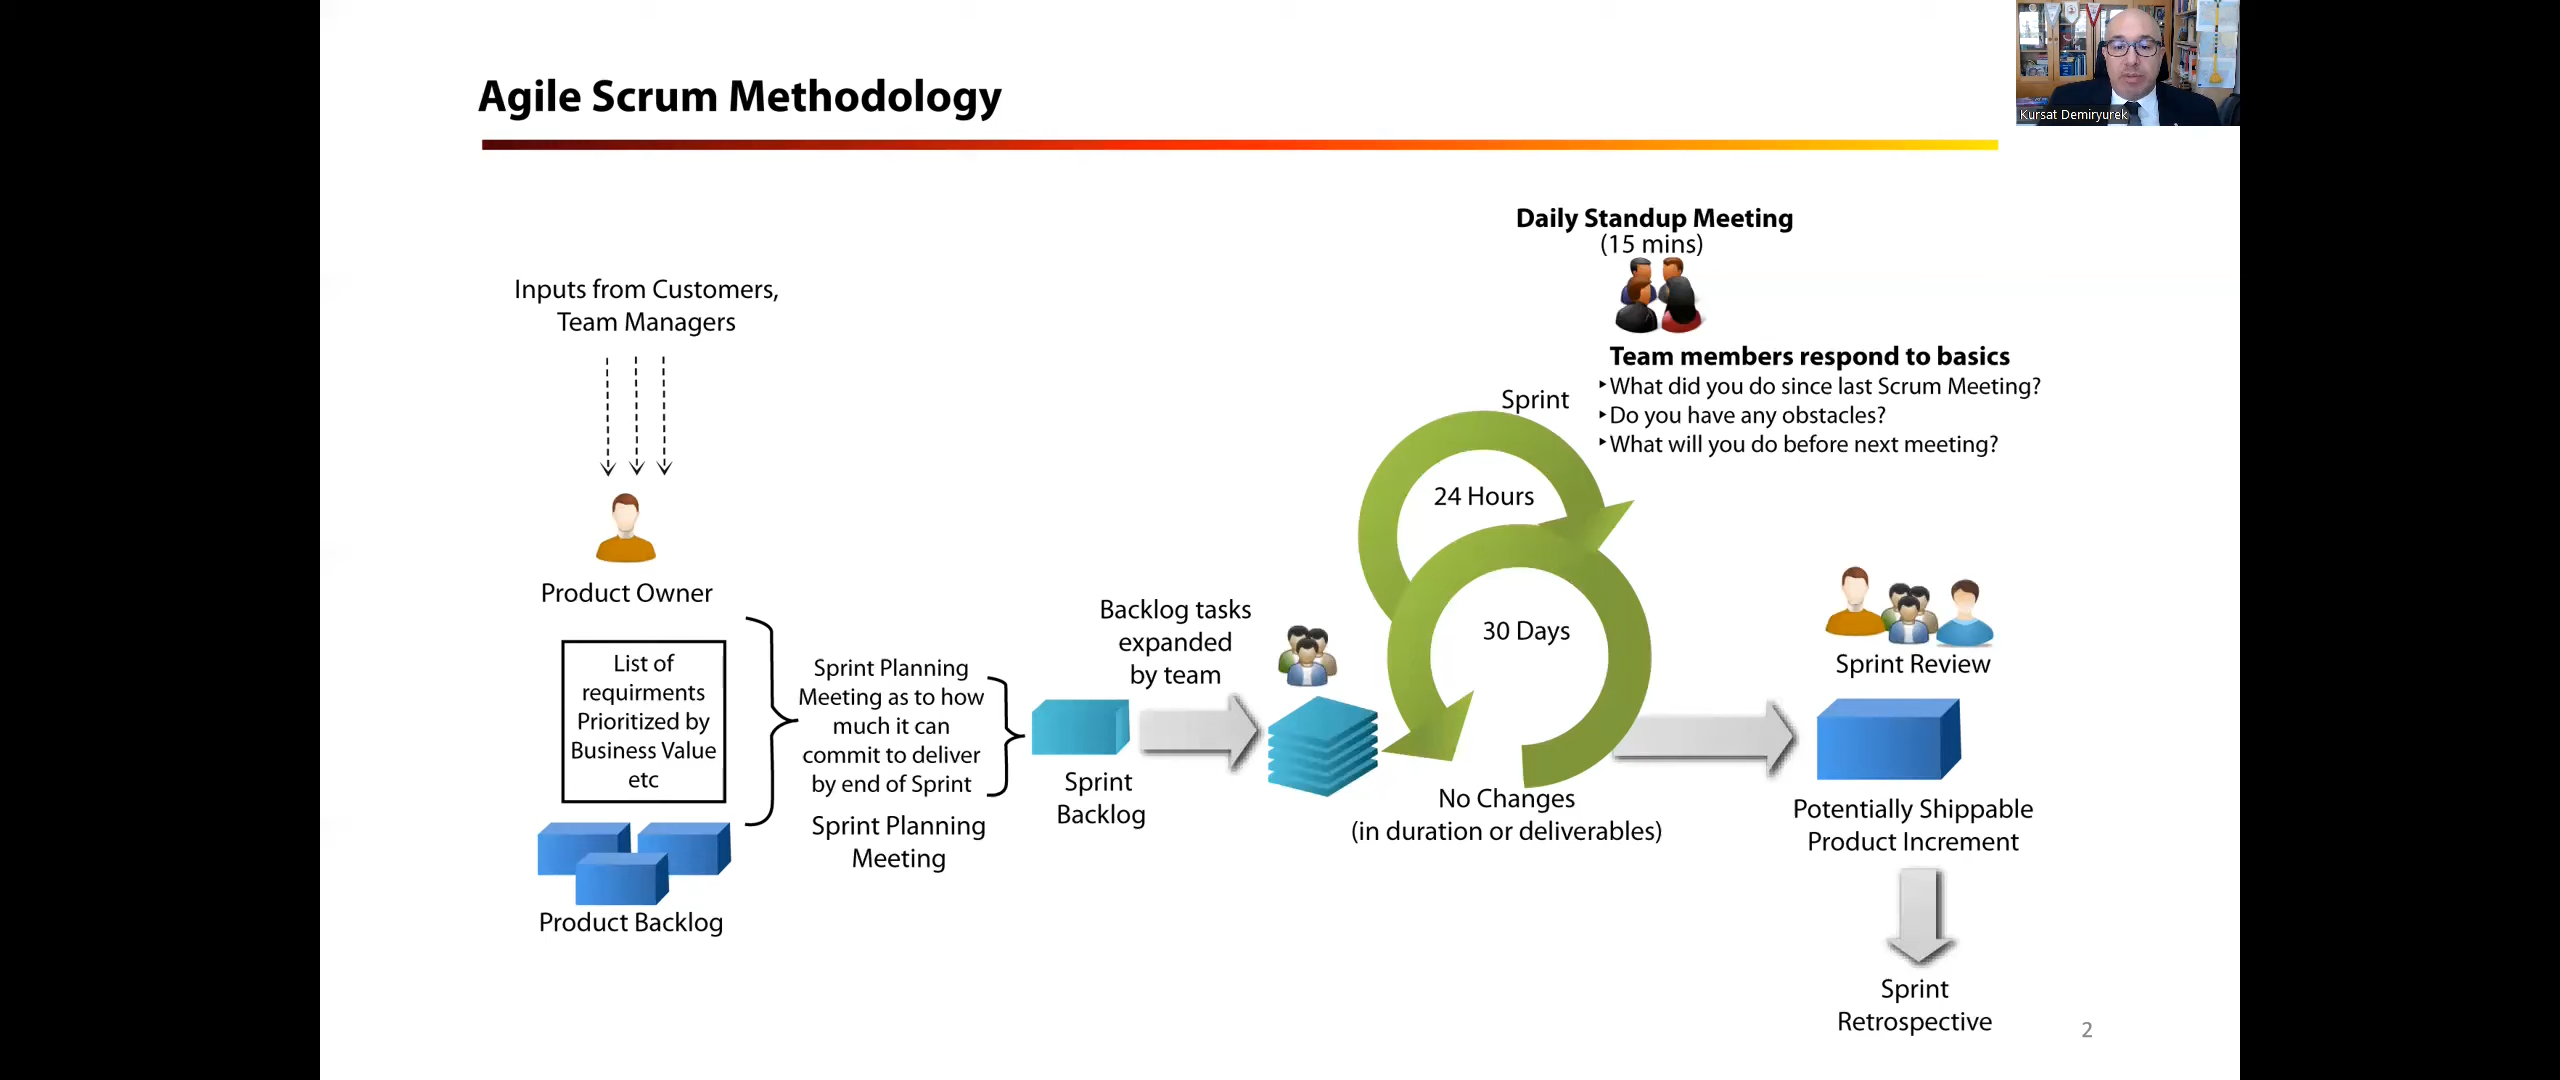 Agile Scrum Methodology
Kursat Demiryurek
Daily Standup Meeting
(15 mins)
Inputs from Customers,
Team Managers
Team members respond to basics
What did you do since last Scrum Meeting?
Do you have any obstacles?
What will you do before next meeting?
Sprint
24 Hours
30 Days
Product Owner
List of
requirments
Prioritized by
Business Value
etc
Product Backlog
Sprint Planning
Meeting as to how
much it can
commit to deliver
by end of Sprint
Sprint Planning
Meeting
Sprint
Backlog
Backlog tasks
expanded
by team
No Changes
(in duration or deliverables)
Sprint Review
Potentially Shippable
Product Increment
Sprint
Retrospective
2